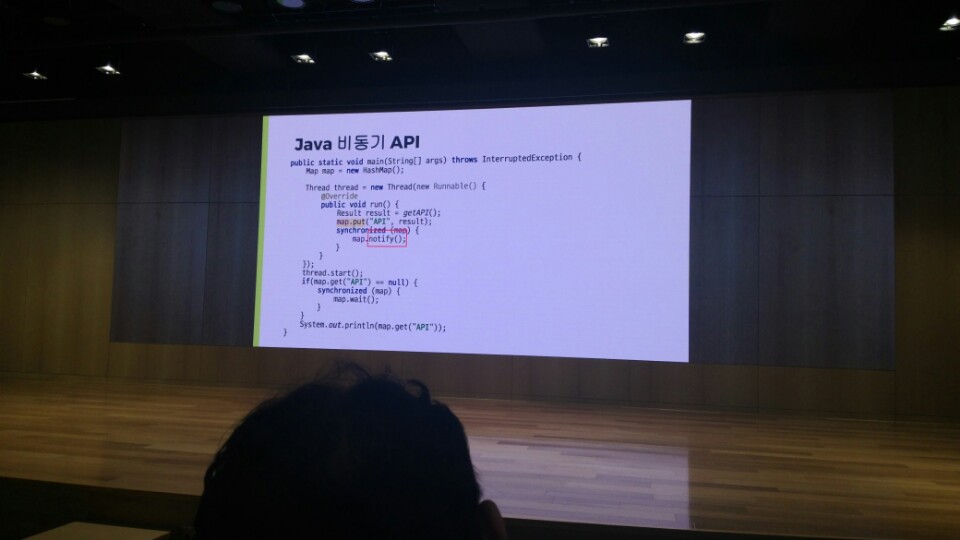 Java 비동기 API
public static void main(String[] args) throws InterruptedException {
Map map = new HashMap();
Thread thread = new Thread(new Runnable() {
@Override
public void run() {
Result result = getAPI();
map.put("API", result);
synchronized (map) {
map.notify();
}
}
});
thread.start();
if(map.get("API") == null) {
synchronized (map) {
map.wait();
}
}
System.out.println(map.get("API"));
}